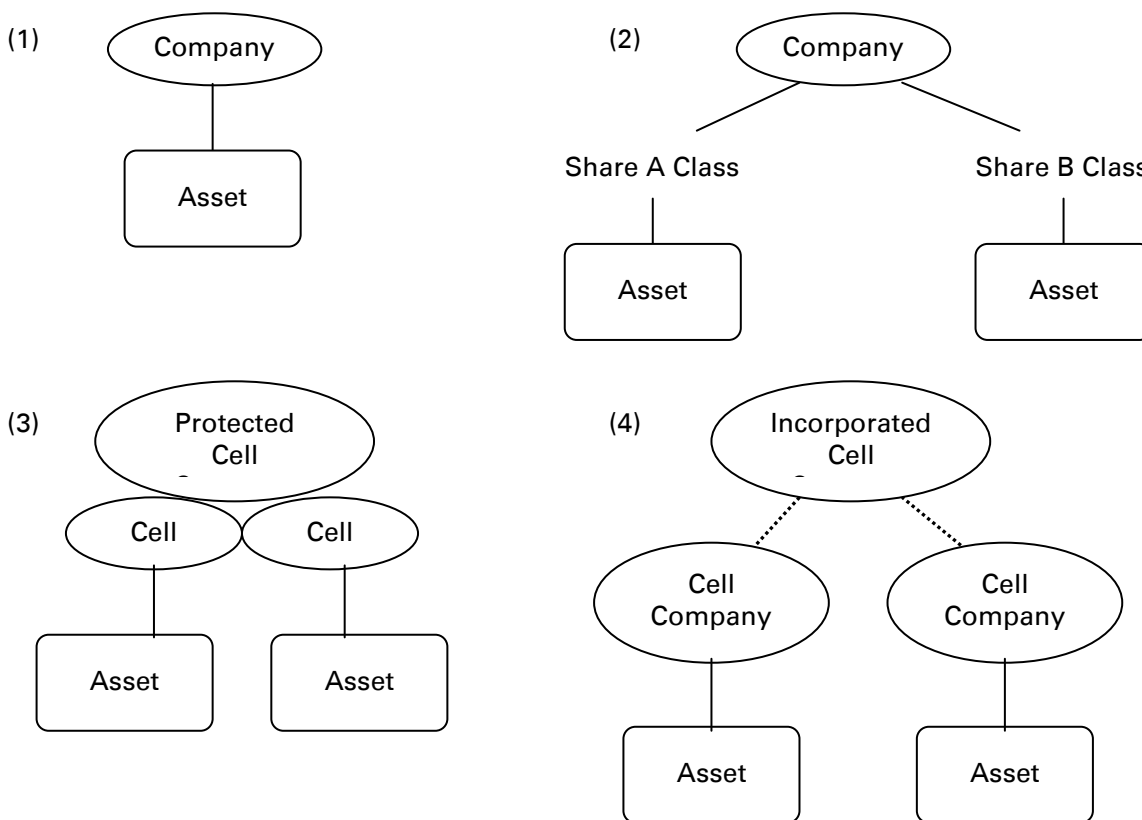 (1)
Company
Asset
(2)
Company
Share A Class
Share B Class
Asset
Asset
(3)
Protected
Cell
Cell
Cell
Asset
Asset
(4)
Incorporated
Cell
Cell
Company
Cell
Company
Asset
Asset